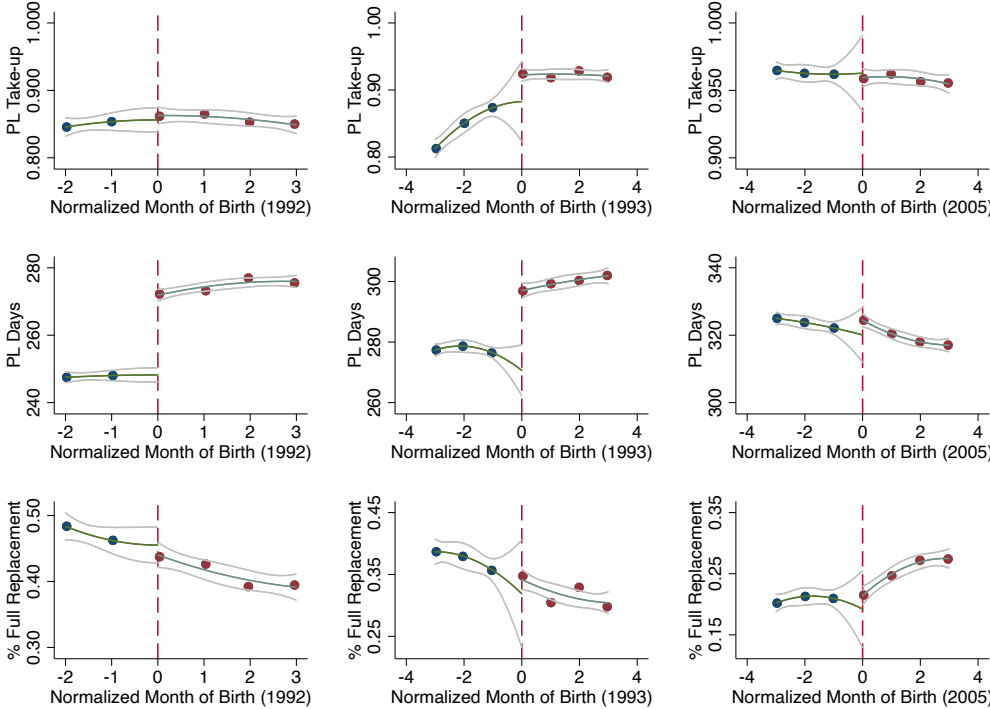 PL Take-up
1.000
0.900
0.800
-2 -1 0 1 2 3
Normalized Month of Birth (1992)
PL Take-up
1.00
0.90
0.80
-4 -2 0 2 4
Normalized Month of Birth (1993)
PL Take-up
1.000
0.950
0.900
-4 -2 0 2 4
Normalized Month of Birth (2005)
PL Days
280
260
240
-2 -1 0 1 2 3
Normalized Month of Birth (1992)
PL Days
300
280
260
-4 -2 0 2 4
Normalized Month of Birth (1993)
PL Days
340
320
300
-4 -2 0 2 4
Normalized Month of Birth (2005)
% Full Replacement
0.50
0.40
0.30
-2 -1 0 1 2 3
Normalized Month of Birth (1992)
% Full Replacement
0.45
0.35
0.25
-4 -2 0 2 4
Normalized Month of Birth (1993)
% Full Replacement
0.35
0.25
0.15
-4 -2 0 2 4
Normalized Month of Birth (2005)